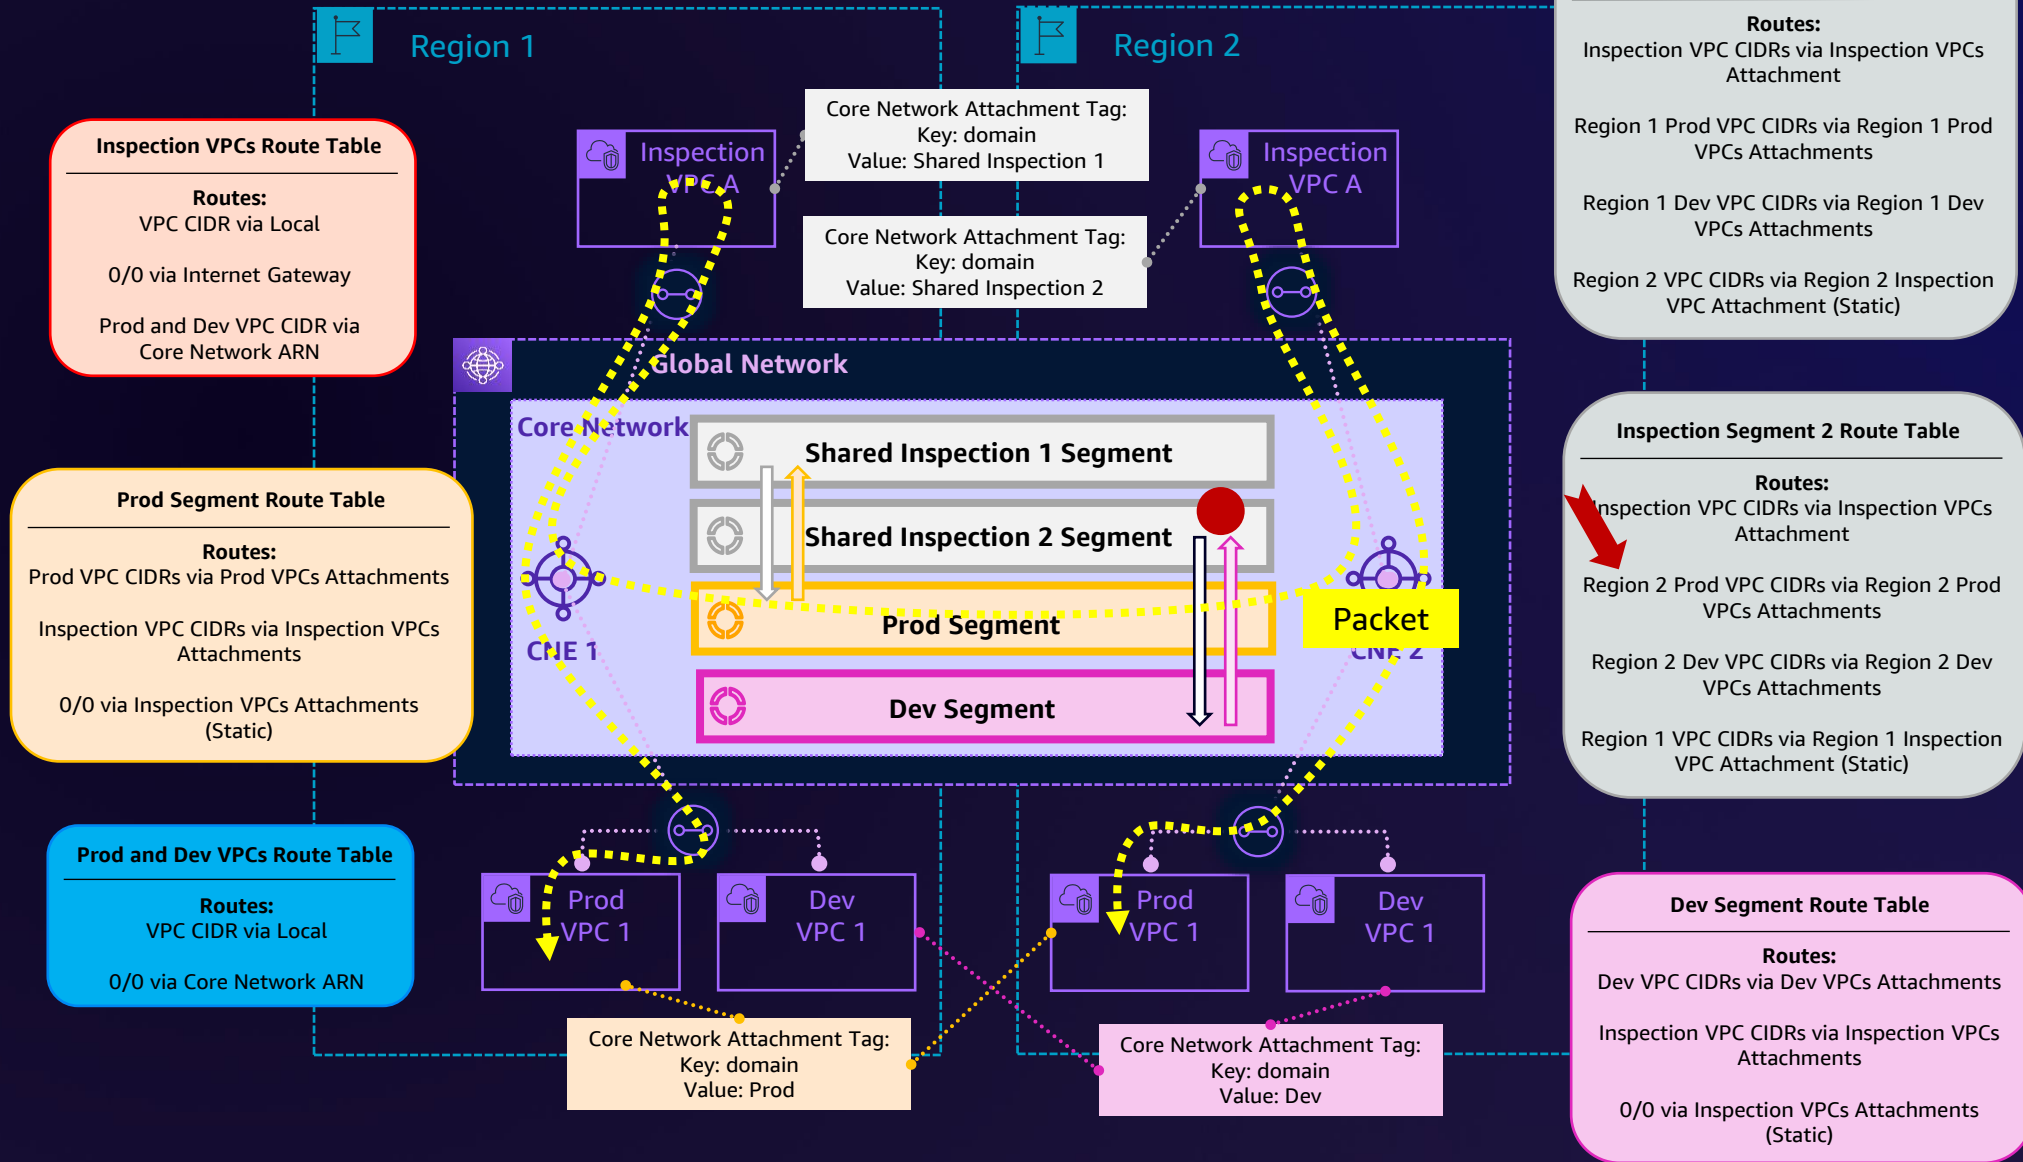 Region 1
Region 2
Routes:
Inspection VPC CIDRs via Inspection VPCs
Attachment
Region 1 Prod VPC CIDRs via Region 1 Prod
VPCs Attachments
Region 1 Dev VPC CIDRs via Region 1 Dev
VPCs Attachments
Region 2 VPC CIDRs via Region 2 Inspection
VPC Attachment (Static)
Core Network Attachment Tag:
Key: domain
Value: Shared Inspection 1
Inspection VPCs Route Table
Routes:
VPC CIDR via Local
0/0 via Internet Gateway
Prod and Dev VPC CIDR via
Core Network ARN
Inspection
VPC A
Inspection
VPC A
Core Network Attachment Tag:
Key: domain
Value: Shared Inspection 2
Global Network
Core Network
Shared Inspection 1 Segment
Shared Inspection 2 Segment
Prod Segment
Dev Segment
CNE 1
Packet
CNE 2
Inspection Segment 2 Route Table
Routes:
Inspection VPC CIDRs via Inspection VPCs
Attachment
Region 2 Prod VPC CIDRs via Region 2 Prod
VPCs Attachments
Region 2 Dev VPC CIDRs via Region 2 Dev
VPCs Attachments
Region 1 VPC CIDRs via Region 1 Inspection
VPC Attachment (Static)
Prod Segment Route Table
Routes:
Prod VPC CIDRs via Prod VPCs Attachments
Inspection VPC CIDRs via Inspection VPCs
Attachments
0/0 via Inspection VPCs Attachments
(Static)
Prod and Dev VPCs Route Table
Routes:
VPC CIDR via Local
0/0 via Core Network ARN
Prod
VPC 1
Dev
VPC 1
Prod
VPC 1
Dev
VPC 1
Dev Segment Route Table
Routes:
Dev VPC CIDRs via Dev VPCs Attachments
Inspection VPC CIDRs via Inspection VPCs
Attachments
0/0 via Inspection VPCs Attachments
(Static)
Core Network Attachment Tag:
Key: domain
Value: Prod
Core Network Attachment Tag:
Key: domain
Value: Dev